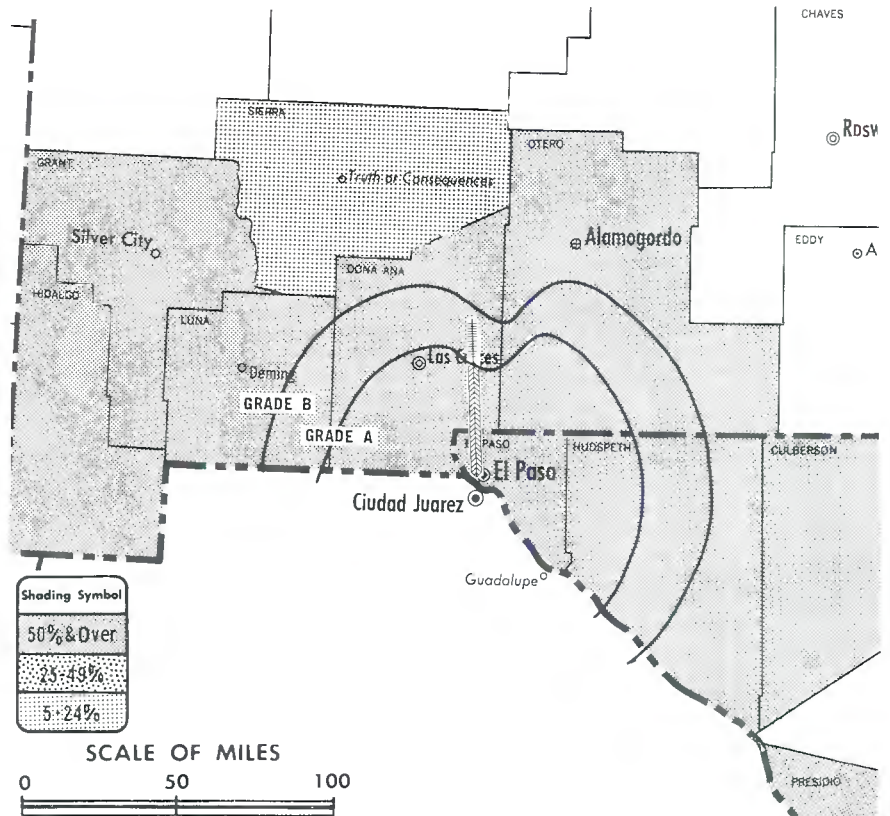 CHAVES
SIERRA
OTERO
Rosw
GRANT
Truth or Consequences
Silver City
Alamogordo
EDDY
A
DONA ANA
HIDALGO
LUNA
Las
Deming
GRADE B
GRADE A
PASO
HUDSPETH
CULBERSON
El Paso
Ciudad Juarez
Guadalupe
Shading Symbol
50% & Over
25-49%
5-24%
SCALE OF MILES
0 50 100
PRESIDIO